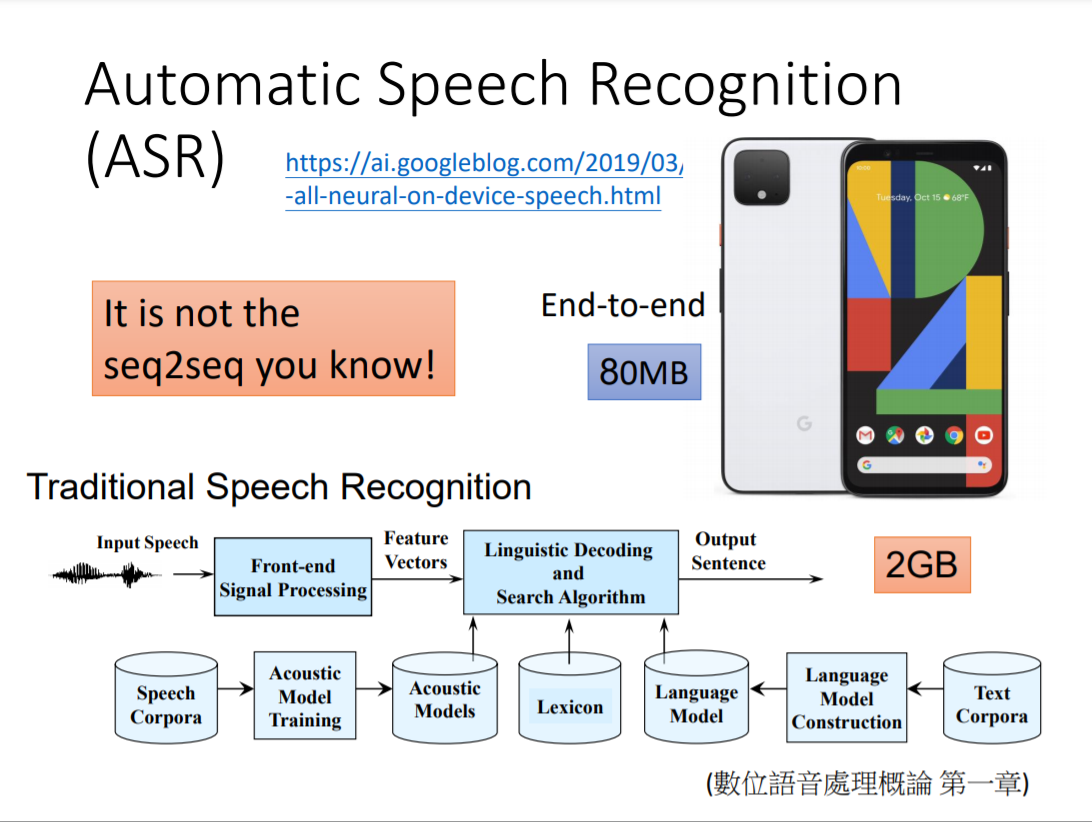 Automatic Speech Recognition
(ASR)
https://ai.googleblog.com/2019/03/
-all-neural-on-device-speech.html
Tuesday, Oct 15 68°F
It is not the
seq2seq you know!
End-to-end
80MB
G
G
Traditional Speech Recognition
Input Speech
Front-end
Signal Processing
Feature
Vectors
Linguistic Decoding
and
Search Algorithm
Output
Sentence
2GB
Speech
Corpora
Acoustic
Model
Training
Acoustic
Models
Lexicon
Language
Model
Language
Model
Construction
Text
Corpora
(數位語音處理概論 第一章)